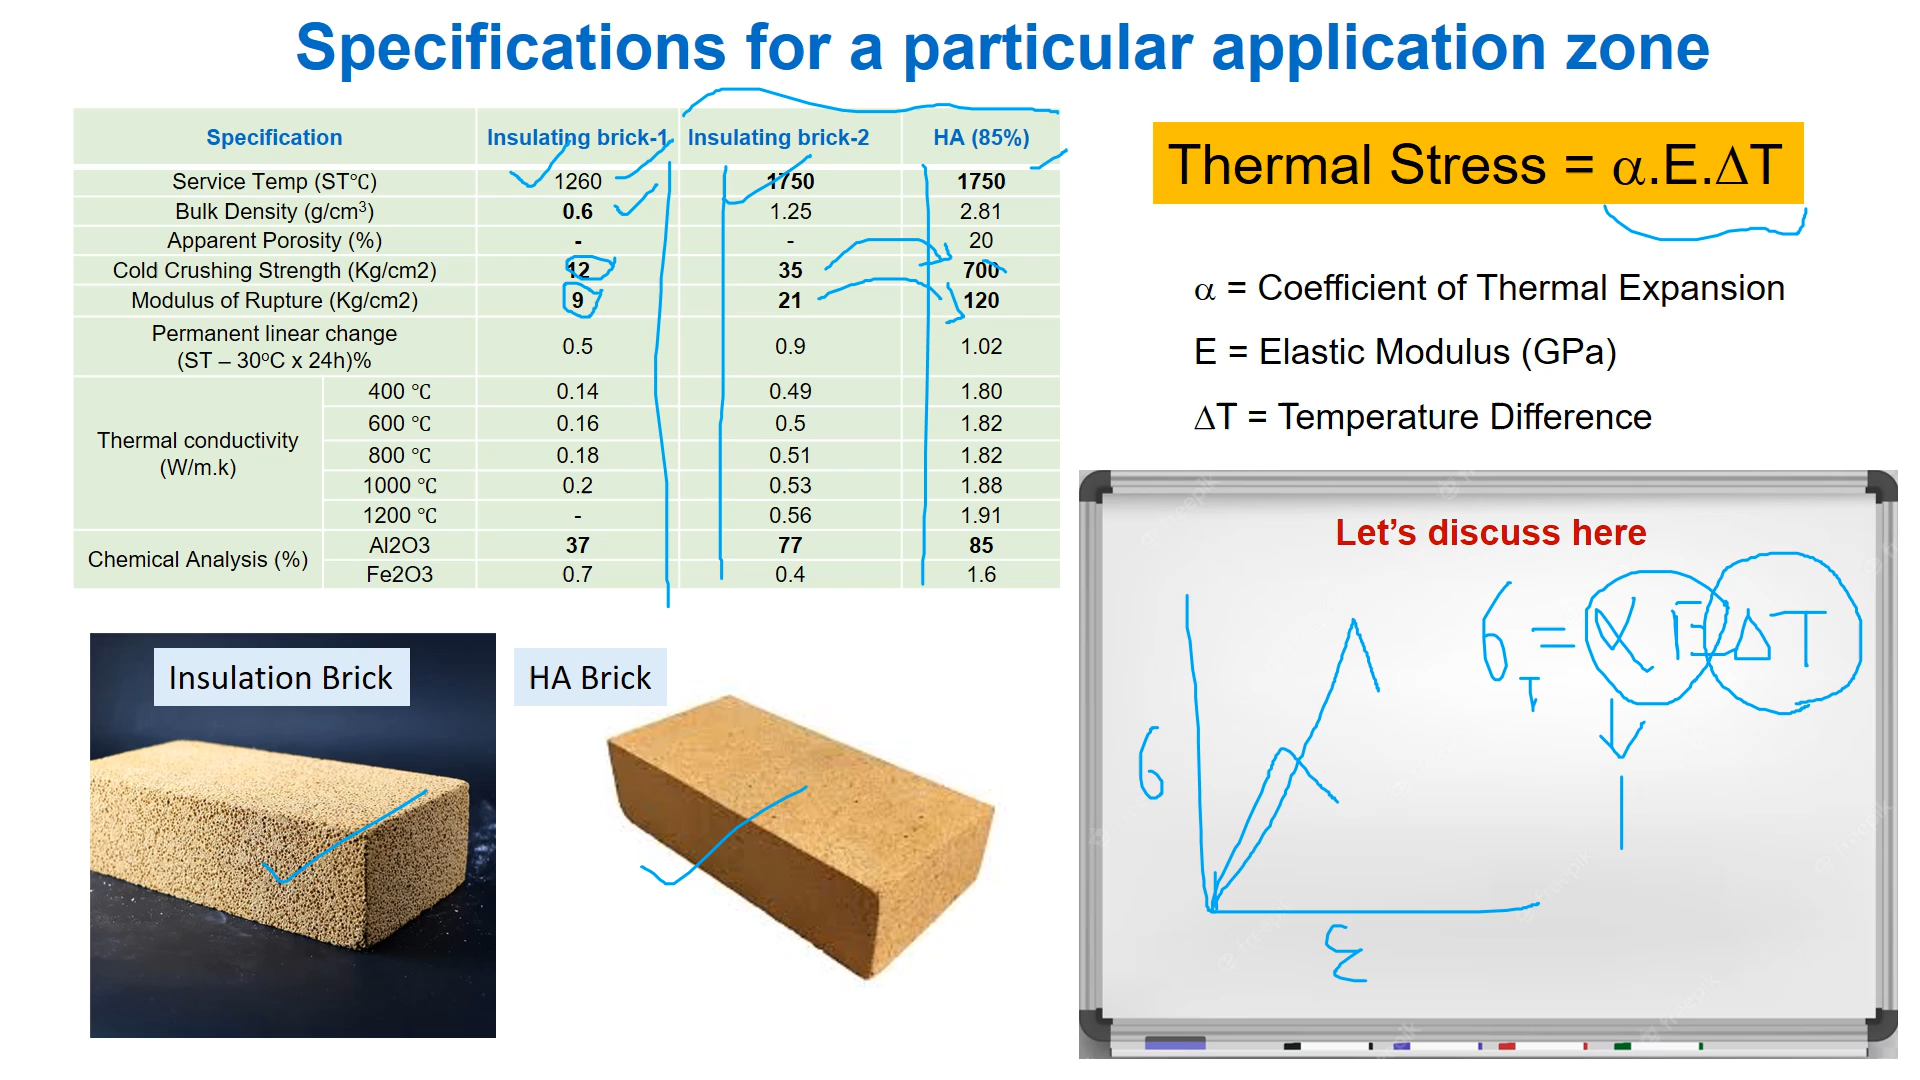 Specifications for a particular application zone
Specification Insulating brick-1 Insulating brick-2 HA (85%)
Service Temp (ST℃) 1260 1750 1750
Bulk Density (g/cm³) 0.6 1.25 2.81
Apparent Porosity (%) - - 20
Cold Crushing Strength (Kg/cm2) 12 35 700
Modulus of Rupture (Kg/cm2) 9 21 120
Permanent linear change
(ST – 30°C x 24h)% 0.5 0.9 1.02
Thermal conductivity
(W/m.k)
400 ℃ 0.14 0.49 1.80
600 ℃ 0.16 0.5 1.82
800 ℃ 0.18 0.51 1.82
1000 ℃ 0.2 0.53 1.88
1200 ℃ - 0.56 1.91
Chemical Analysis (%)
Al2O3 37 77 85
Fe2O3 0.7 0.4 1.6
Thermal Stress = α.E.ΔT
α = Coefficient of Thermal Expansion
E = Elastic Modulus (GPa)
ΔT = Temperature Difference
Insulation Brick
HA Brick
Let’s discuss here
σT = α E ΔT
σ
ε
freepik